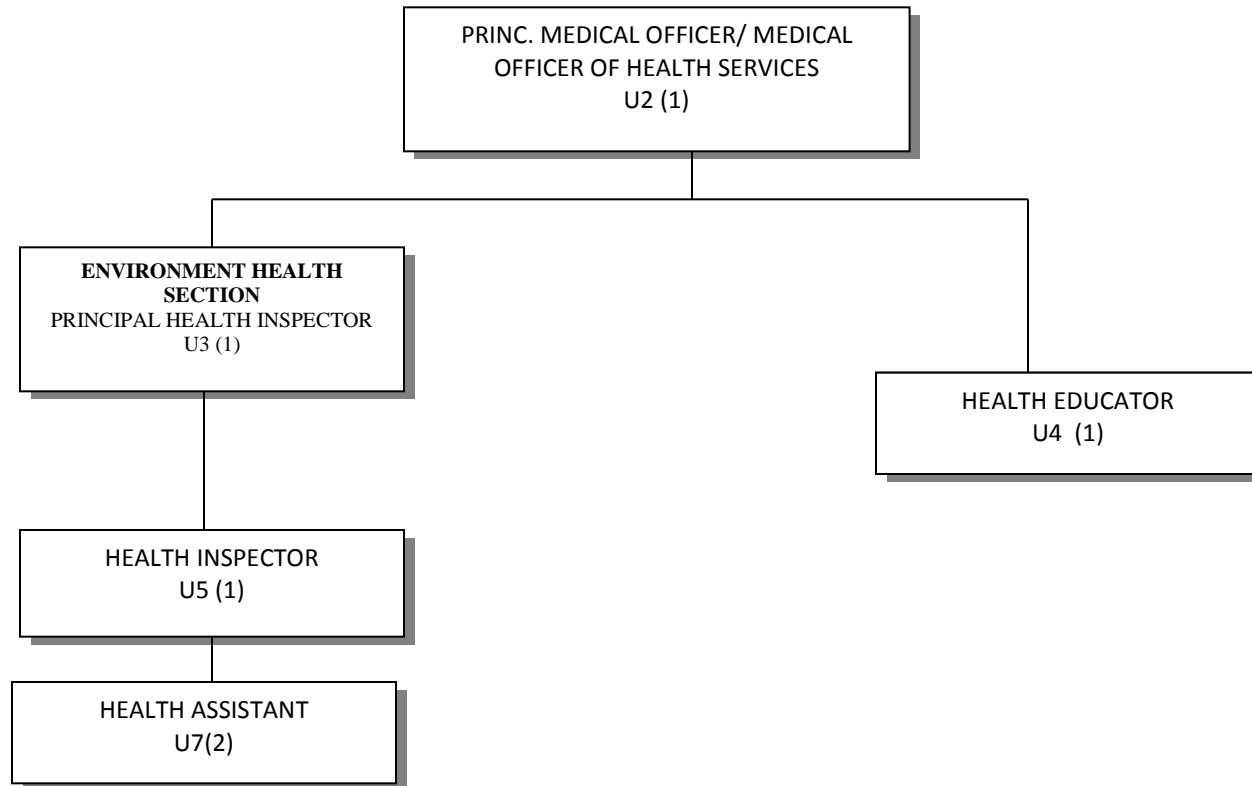 PRINC. MEDICAL OFFICER/ MEDICAL
OFFICER OF HEALTH SERVICES
U2 (1)
ENVIRONMENT HEALTH
SECTION
PRINCIPAL HEALTH INSPECTOR
U3 (1)
HEALTH EDUCATOR
U4 (1)
HEALTH INSPECTOR
U5 (1)
HEALTH ASSISTANT
U7(2)